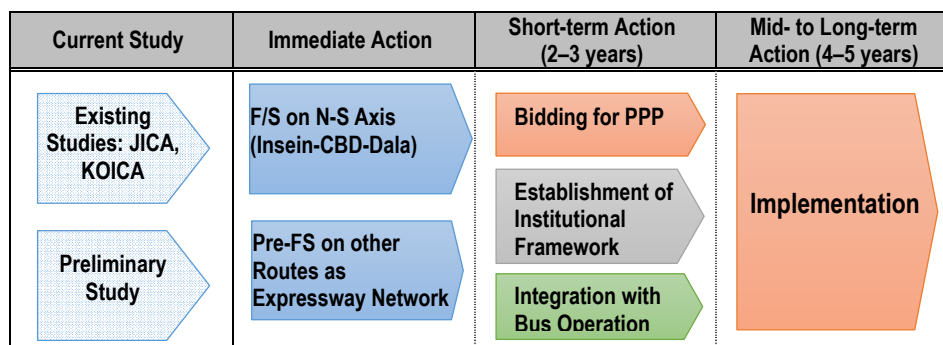 Current Study
Immediate Action
Short-term Action
(2–3 years)
Mid- to Long-term
Action (4–5 years)
Existing
Studies: JICA,
KOICA
Preliminary
Study
F/S on N-S Axis
(Insein-CBD-Dala)
Pre-FS on other
Routes as
Expressway Network
Bidding for PPP
Establishment of
Institutional
Framework
Integration with
Bus Operation
Implementation